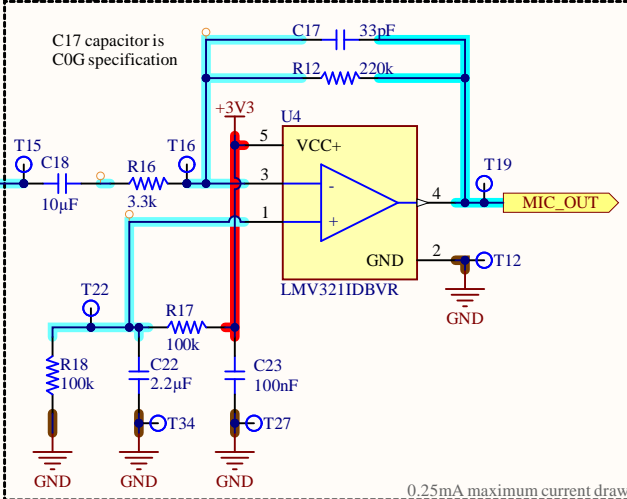 C17 33pF
C17 capacitor is
C0G specification
R12 220k
+3V3
U4
5 VCC+
T15
C18
10µF
R16
3.3k
T16
3 -
1 +
4
T19
MIC_OUT
GND 2
T12
LMV321IDBVR
GND
T22
R17
100k
R18
100k
C22
2.2µF
C23
100nF
T34
T27
GND GND GND
0.25mA maximum current draw